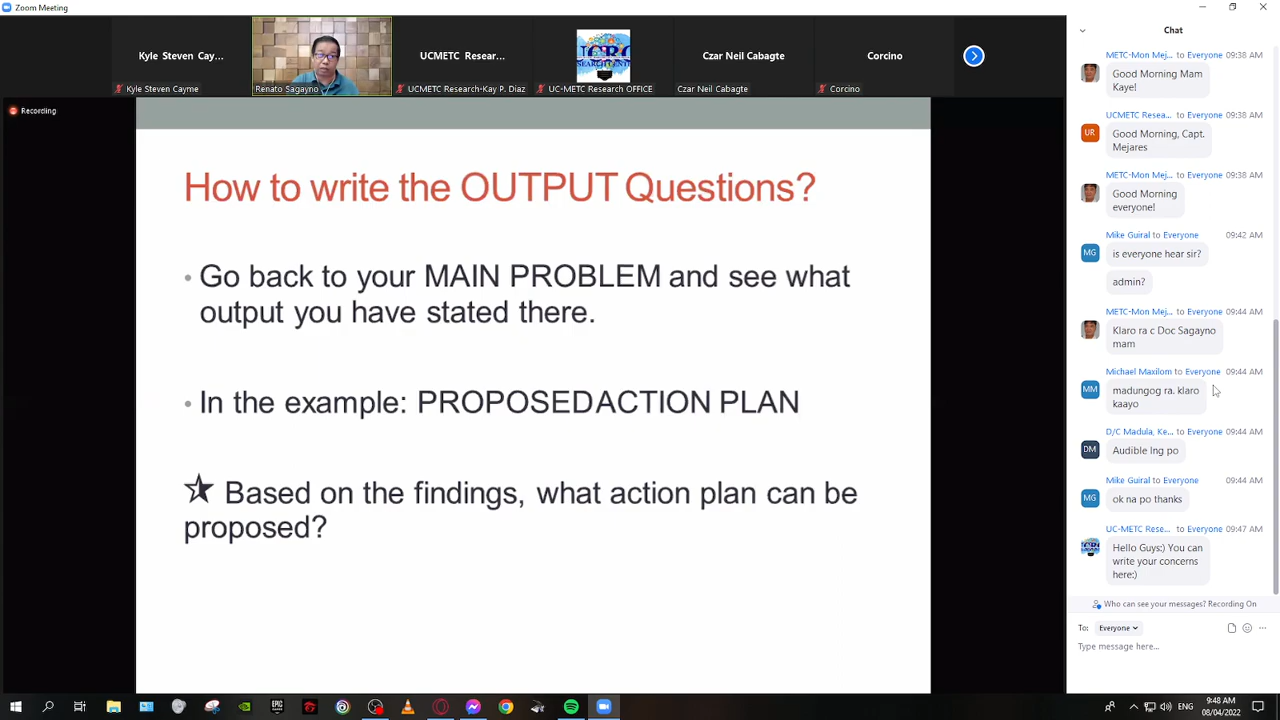 Zoom Meeting
Kyle Steven Cay...
UCMETC Resear...
Czar Neil Cabagte
Corcino
Kyle Steven Cayme
Renato Sagayno
UCMETC Research-Kay P. Diaz
UC-METC Research OFFICE
Czar Neil Cabagte
Corcino
Recording
How to write the OUTPUT Questions?
• Go back to your MAIN PROBLEM and see what
output you have stated there.
• In the example: PROPOSEDACTION PLAN
Based on the findings, what action plan can be
proposed?
Chat
METC-Mon Mej... to Everyone 09:38 AM
Good Morning Mam
Kaye!
UCMETC Resea... to Everyone 09:38 AM
UR
Good Morning, Capt.
Mejares
METC-Mon Mej... to Everyone 09:38 AM
Good Morning
everyone!
Mike Guiral to Everyone 09:42 AM
MG
is everyone hear sir?
admin?
METC-Mon Mej... to Everyone 09:44 AM
Klaro ra c Doc Sagayno
mam
Michael Maxilom to Everyone 09:44 AM
MM
madungog ra. klaro
kaayo
D/C Madula, Ke... to Everyone 09:44 AM
DM
Audible lng po
Mike Guiral to Everyone 09:44 AM
MG
ok na po thanks
UC-METC Rese... to Everyone 09:47 AM
Hello Guys:) You can
write your concerns
here:)
Who can see your messages? Recording On
To: Everyone
Type message here...
EPIC
GAMES
ENG
9:48 AM
08/04/2022